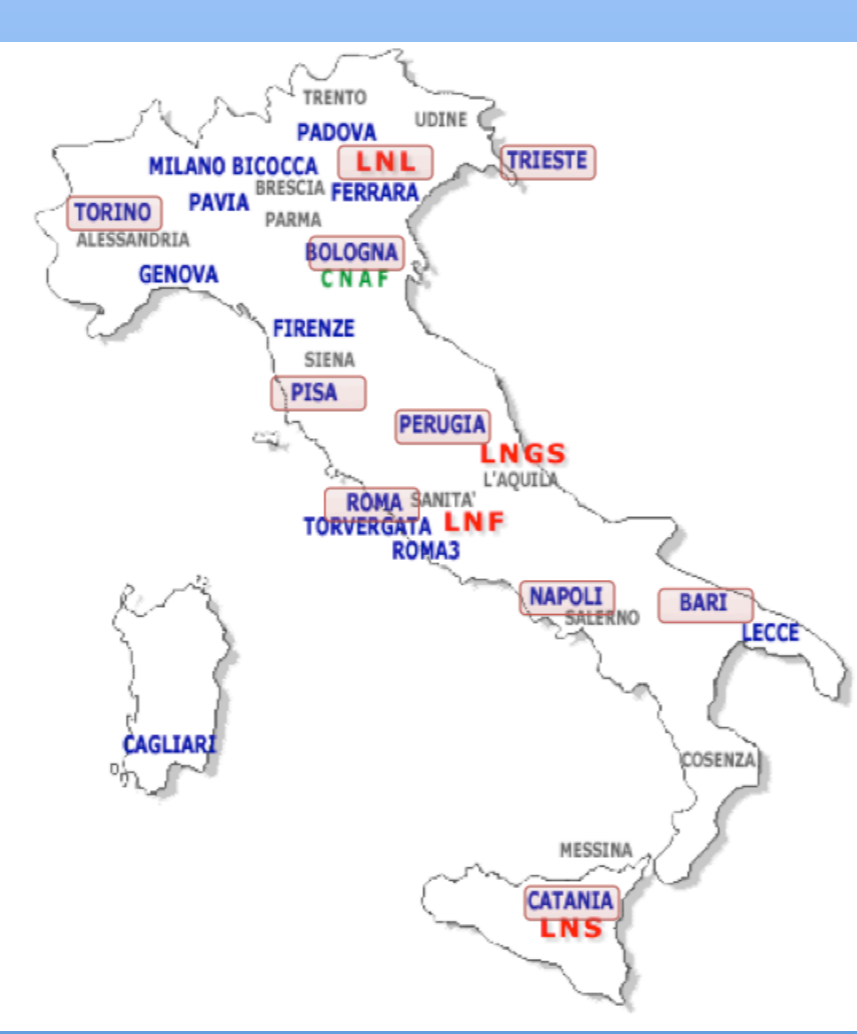 TRENTO
UDINE
PADOVA
MILANO BICOCCA
LNL
TRIESTE
BRESCIA
FERRARA
PAVIA
TORINO
PARMA
ALESSANDRIA
BOLOGNA
GENOVA
CNAF
FIRENZE
SIENA
PISA
PERUGIA
LNGS
L'AQUILA
ROMA
SANITA'
TORVERGATA
LNF
ROMA3
NAPOLI
SALERNO
BARI
LECCE
CAGLIARI
COSENZA
MESSINA
CATANIA
LNS